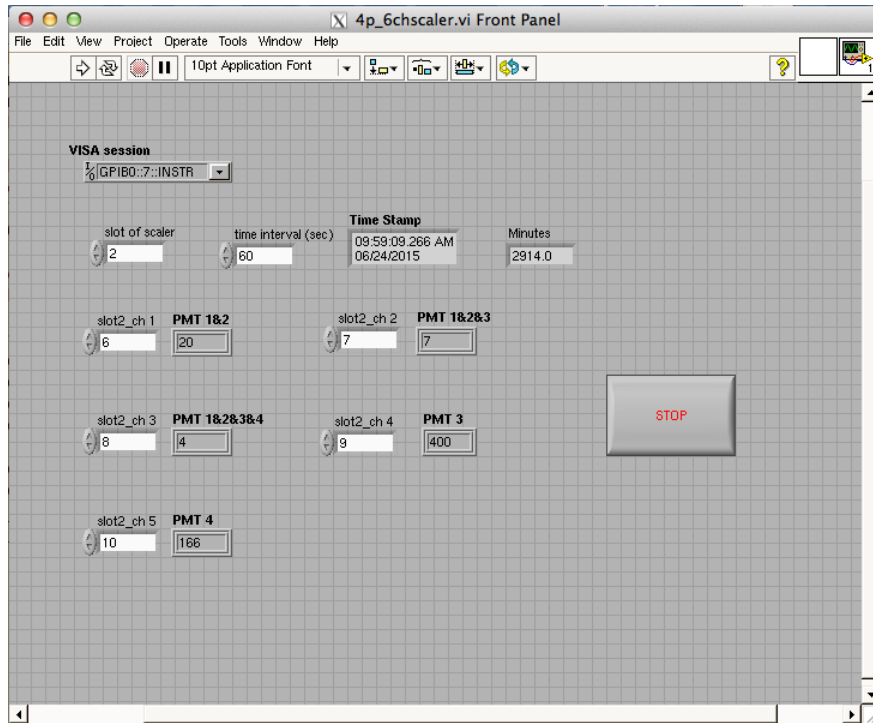 4p_6chscaler.vi Front Panel
File Edit View Project Operate Tools Window Help
10pt Application Font
1
VISA session
I/O GPIB0::7::INSTR
slot of scaler
2
time interval (sec)
60
Time Stamp
09:59:09.266 AM
06/24/2015
Minutes
2914.0
slot2_ch 1
6
PMT 1&2
20
slot2_ch 2
7
PMT 1&2&3
7
slot2_ch 3
8
PMT 1&2&3&4
4
slot2_ch 4
9
PMT 3
400
STOP
slot2_ch 5
10
PMT 4
166